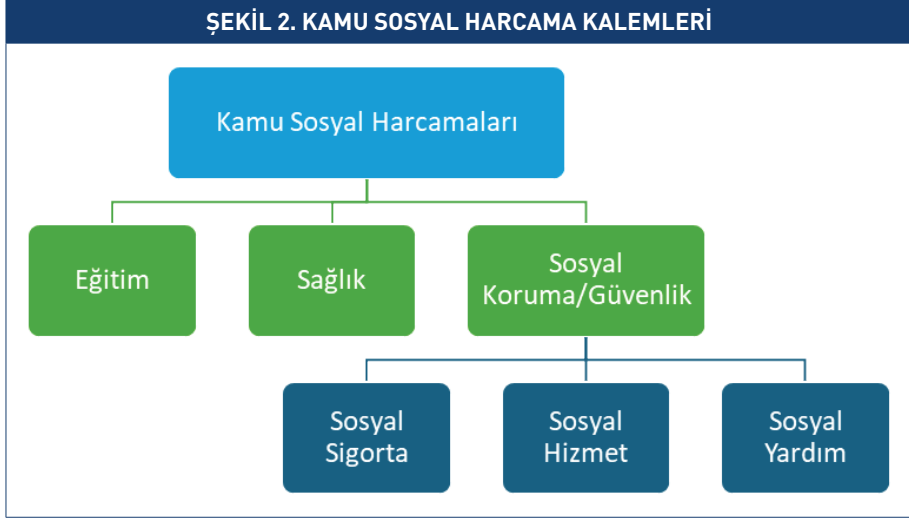 ŞEKİL 2. KAMU SOSYAL HARCAMA KALEMLERİ
Kamu Sosyal Harcamaları
Eğitim
Sağlık
Sosyal
Koruma/Güvenlik
Sosyal
Sigorta
Sosyal
Hizmet
Sosyal
Yardım